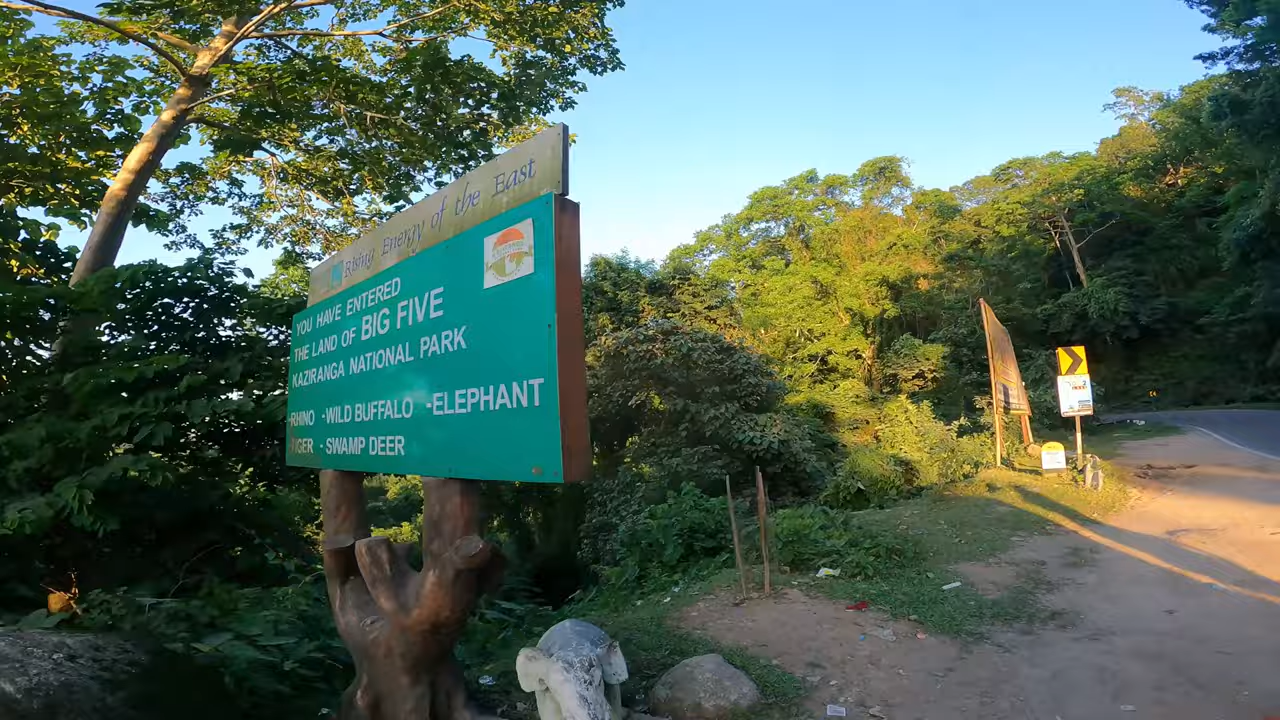 Rising Energy of the East
YOU HAVE ENTERED
THE LAND OF BIG FIVE
KAZIRANGA NATIONAL PARK
RHINO -WILD BUFFALO -ELEPHANT
TIGER - SWAMP DEER